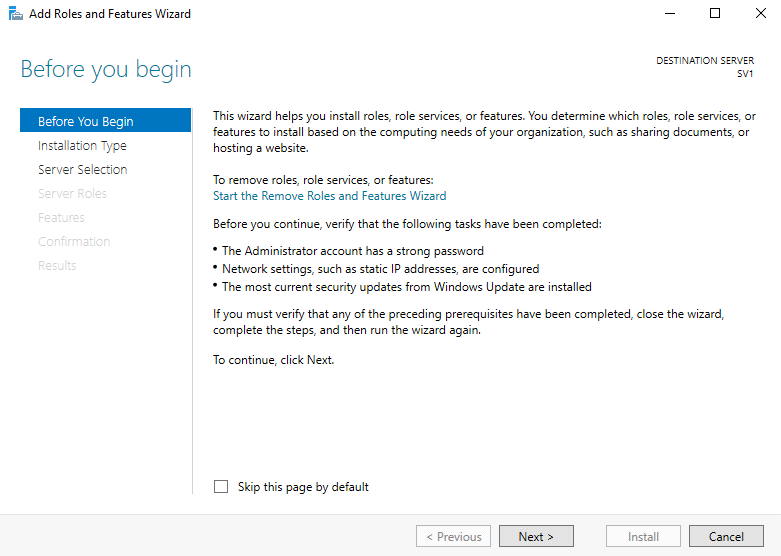 Add Roles and Features Wizard
Before you begin
DESTINATION SERVER
SV1
Before You Begin
Installation Type
Server Selection
Server Roles
Features
Confirmation
Results
This wizard helps you install roles, role services, or features. You determine which roles, role services, or
features to install based on the computing needs of your organization, such as sharing documents, or
hosting a website.
To remove roles, role services, or features:
Start the Remove Roles and Features Wizard
Before you continue, verify that the following tasks have been completed:
• The Administrator account has a strong password
• Network settings, such as static IP addresses, are configured
• The most current security updates from Windows Update are installed
If you must verify that any of the preceding prerequisites have been completed, close the wizard,
complete the steps, and then run the wizard again.
To continue, click Next.
Skip this page by default
< Previous
Next >
Install
Cancel